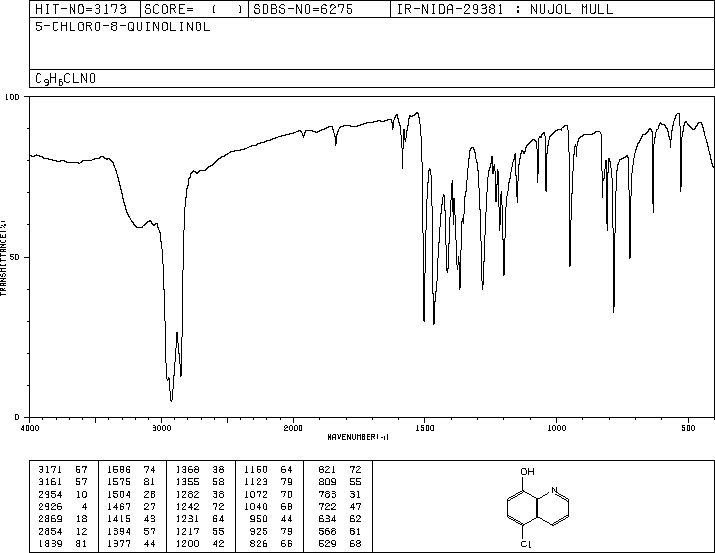 HIT-NO=3173 SCORE= ( ) SDBS-NO=6275 IR-NIDA-29381 : NUJOL MULL
5-CHLORO-8-QUINOLINOL
C9H6CLNO
100
50
0
TRANSMITTANCE(%)
4000 3000 2000 1500 1000 500
WAVENUMBER(-1)
3171 57 1586 74 1368 38 1160 64 821 72
3161 57 1575 81 1355 58 1123 79 809 55
2954 10 1504 28 1282 38 1072 70 783 31
2926 4 1467 27 1242 72 1040 68 722 47
2869 18 1415 43 1231 64 950 44 634 62
2854 12 1394 57 1217 55 925 79 568 81
1839 81 1377 44 1200 42 826 66 529 68
OH
N
Cl